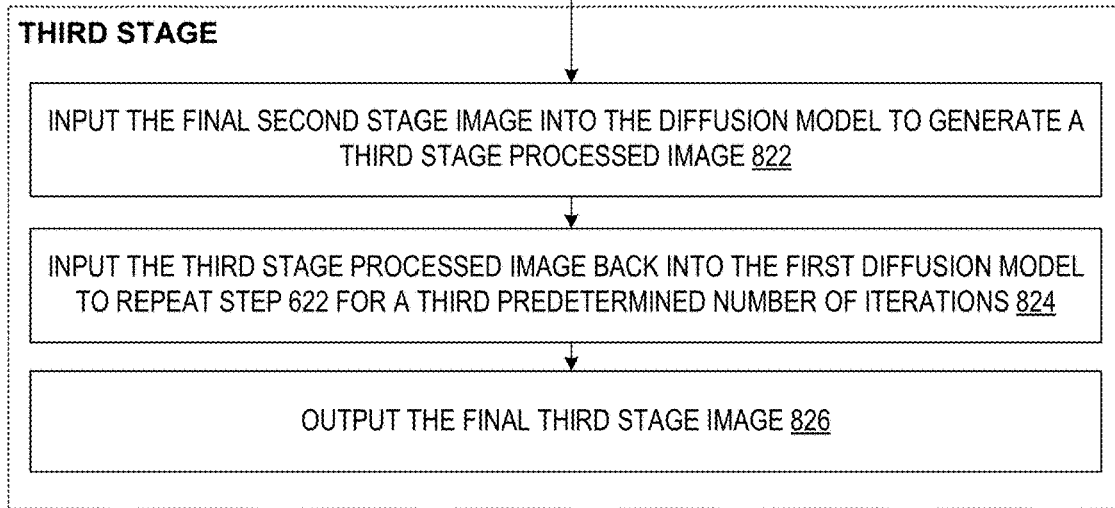 THIRD STAGE
INPUT THE FINAL SECOND STAGE IMAGE INTO THE DIFFUSION MODEL TO GENERATE A
THIRD STAGE PROCESSED IMAGE 822
INPUT THE THIRD STAGE PROCESSED IMAGE BACK INTO THE FIRST DIFFUSION MODEL
TO REPEAT STEP 622 FOR A THIRD PREDETERMINED NUMBER OF ITERATIONS 824
OUTPUT THE FINAL THIRD STAGE IMAGE 826